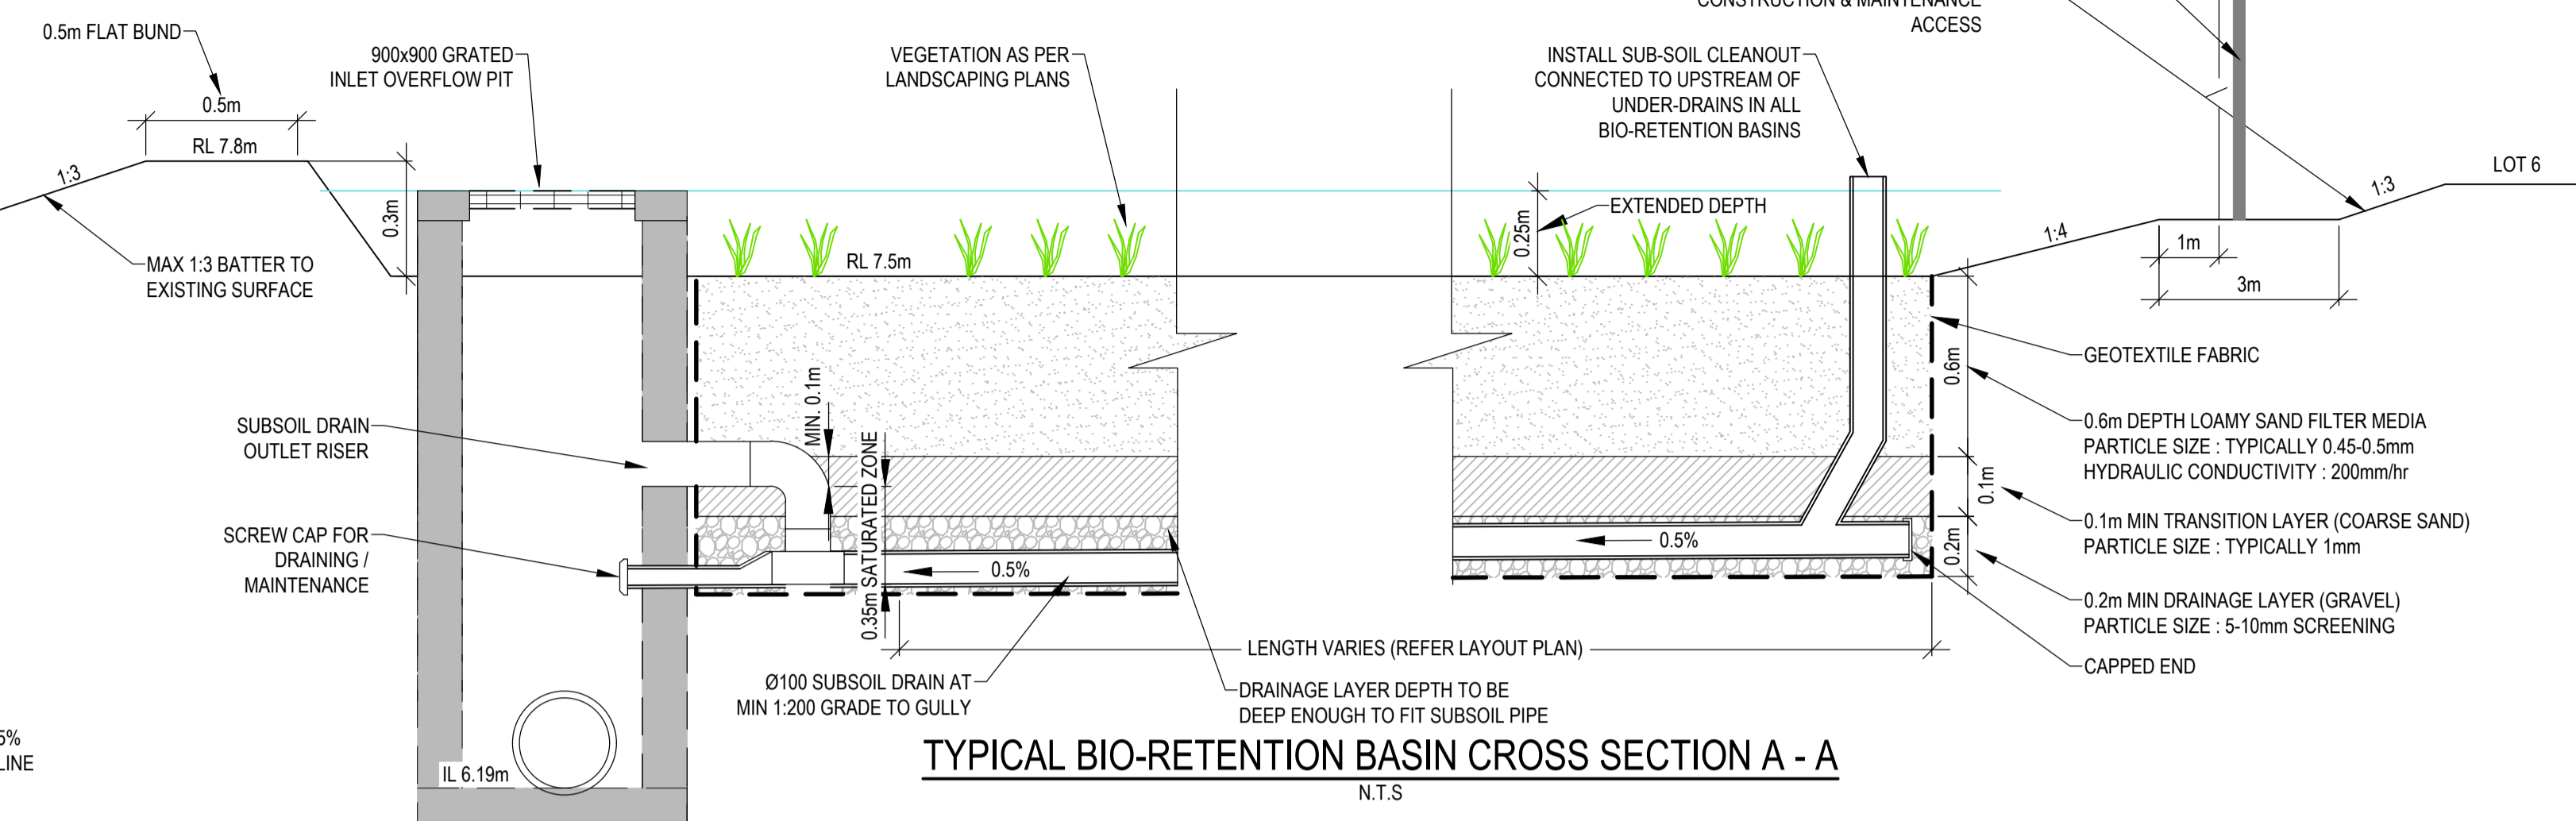 CONSTRUCTION & MAINTENANCE
ACCESS
0.5m FLAT BUND
900x900 GRATED
INLET OVERFLOW PIT
VEGETATION AS PER
LANDSCAPING PLANS
INSTALL SUB-SOIL CLEANOUT
CONNECTED TO UPSTREAM OF
UNDER-DRAINS IN ALL
BIO-RETENTION BASINS
0.5m
RL 7.8m
1:3
0.3m
MAX 1:3 BATTER TO
EXISTING SURFACE
RL 7.5m
0.25m
EXTENDED DEPTH
1:4
1m
3m
1:3
LOT 6
GEOTEXTILE FABRIC
0.6m
0.6m DEPTH LOAMY SAND FILTER MEDIA
PARTICLE SIZE : TYPICALLY 0.45-0.5mm
HYDRAULIC CONDUCTIVITY : 200mm/hr
0.1m
0.1m MIN TRANSITION LAYER (COARSE SAND)
PARTICLE SIZE : TYPICALLY 1mm
0.2m
0.2m MIN DRAINAGE LAYER (GRAVEL)
PARTICLE SIZE : 5-10mm SCREENING
CAPPED END
SUBSOIL DRAIN
OUTLET RISER
MIN. 0.1m
0.35m SATURATED ZONE
SCREW CAP FOR
DRAINING /
MAINTENANCE
0.5%
0.5%
LENGTH VARIES (REFER LAYOUT PLAN)
Ø100 SUBSOIL DRAIN AT
MIN 1:200 GRADE TO GULLY
DRAINAGE LAYER DEPTH TO BE
DEEP ENOUGH TO FIT SUBSOIL PIPE
5%
LINE
IL 6.19m
TYPICAL BIO-RETENTION BASIN CROSS SECTION A - A
N.T.S